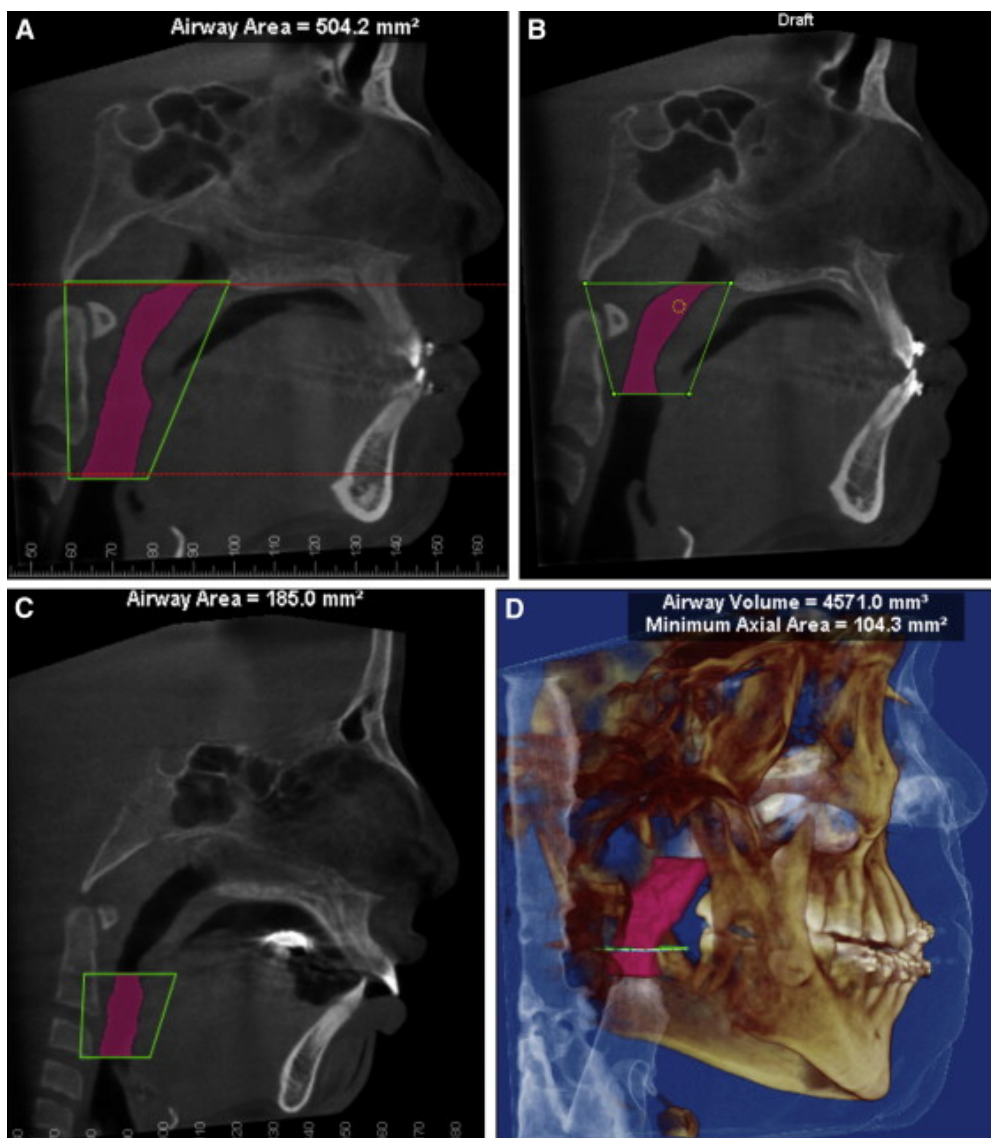 A
Airway Area = 504.2 mm²
50 60 70 80 90 100 110 120 130 140 150 160
B
Draft
C
Airway Area = 185.0 mm²
D
Airway Volume = 4571.0 mm³
Minimum Axial Area = 104.3 mm²